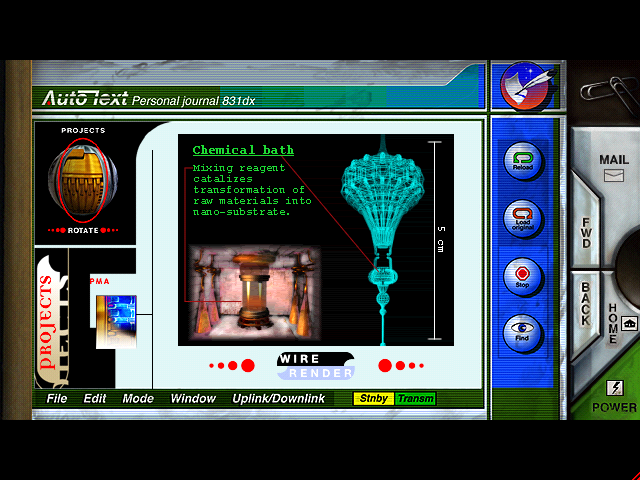 AutoText Personal journal 831dx
PROJECTS
ROTATE
PROJECTS
PMA
Chemical bath
Mixing reagent
catalizes
transformation of
raw materials into
nano-substrate.
5 cm
WIRE
RENDER
File Edit Mode Window Uplink/Downlink Stnby Transm
Reload
Load
original
Stop
Find
MAIL
FWD
BACK
HOME
POWER